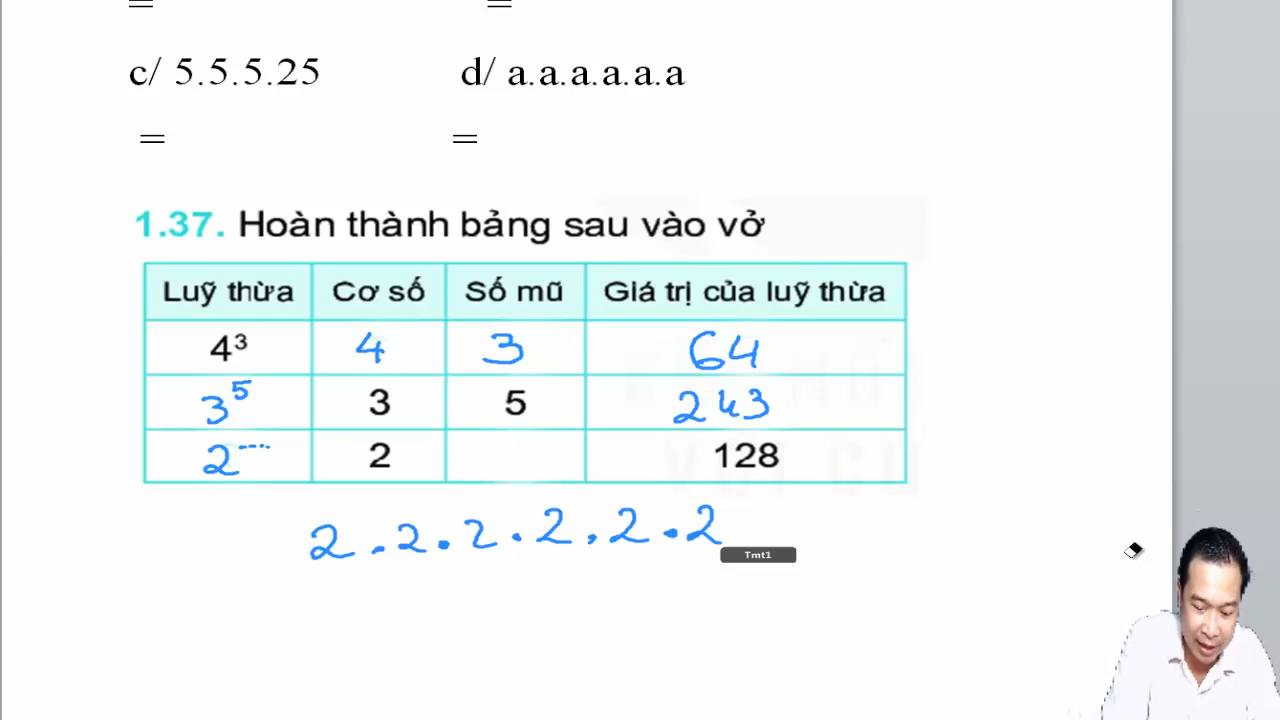 =
=
c/ 5.5.5.25
d/ a.a.a.a.a.a
=
=
1.37. Hoàn thành bảng sau vào vở
Luỹ thừa Cơ số Số mũ Giá trị của luỹ thừa
4³ 4 3 64
3⁵ 3 5 243
2^.... 2 128
2.2.2.2.2.2
Tmt1